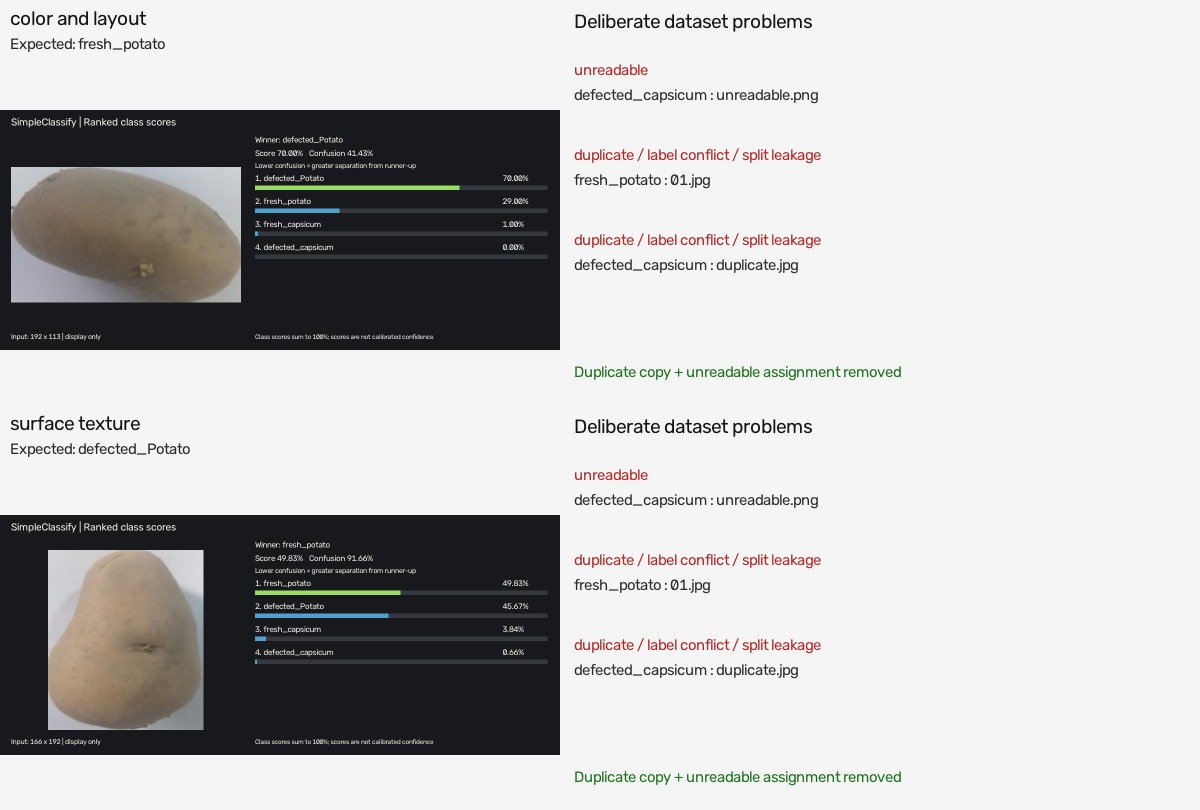 color and layout
Expected: fresh_potato
SimpleClassify | Ranked class scores
Winner: defected_Potato
Score 70.00%   Confusion 41.43%
Lower confusion = greater separation from runner-up
1. defected_Potato 70.00%
2. fresh_potato 29.00%
3. fresh_capsicum 1.00%
4. defected_capsicum 0.00%
Input: 192 x 113 | display only
Class scores sum to 100%; scores are not calibrated confidence
Deliberate dataset problems
unreadable
defected_capsicum : unreadable.png
duplicate / label conflict / split leakage
fresh_potato : 01.jpg
duplicate / label conflict / split leakage
defected_capsicum : duplicate.jpg
Duplicate copy + unreadable assignment removed
surface texture
Expected: defected_Potato
SimpleClassify | Ranked class scores
Winner: fresh_potato
Score 49.83%   Confusion 91.66%
Lower confusion = greater separation from runner-up
1. fresh_potato 49.83%
2. defected_Potato 45.67%
3. fresh_capsicum 3.84%
4. defected_capsicum 0.66%
Input: 166 x 192 | display only
Class scores sum to 100%; scores are not calibrated confidence
Deliberate dataset problems
unreadable
defected_capsicum : unreadable.png
duplicate / label conflict / split leakage
fresh_potato : 01.jpg
duplicate / label conflict / split leakage
defected_capsicum : duplicate.jpg
Duplicate copy + unreadable assignment removed